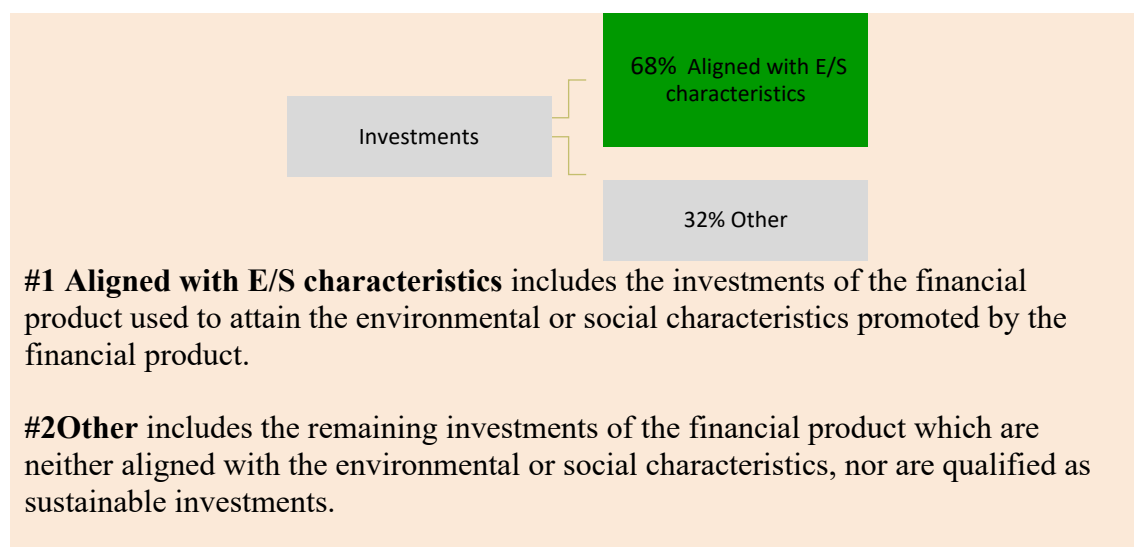 68% Aligned with E/S
characteristics
Investments
32% Other
#1 Aligned with E/S characteristics includes the investments of the financial
product used to attain the environmental or social characteristics promoted by the
financial product.
#2Other includes the remaining investments of the financial product which are
neither aligned with the environmental or social characteristics, nor are qualified as
sustainable investments.